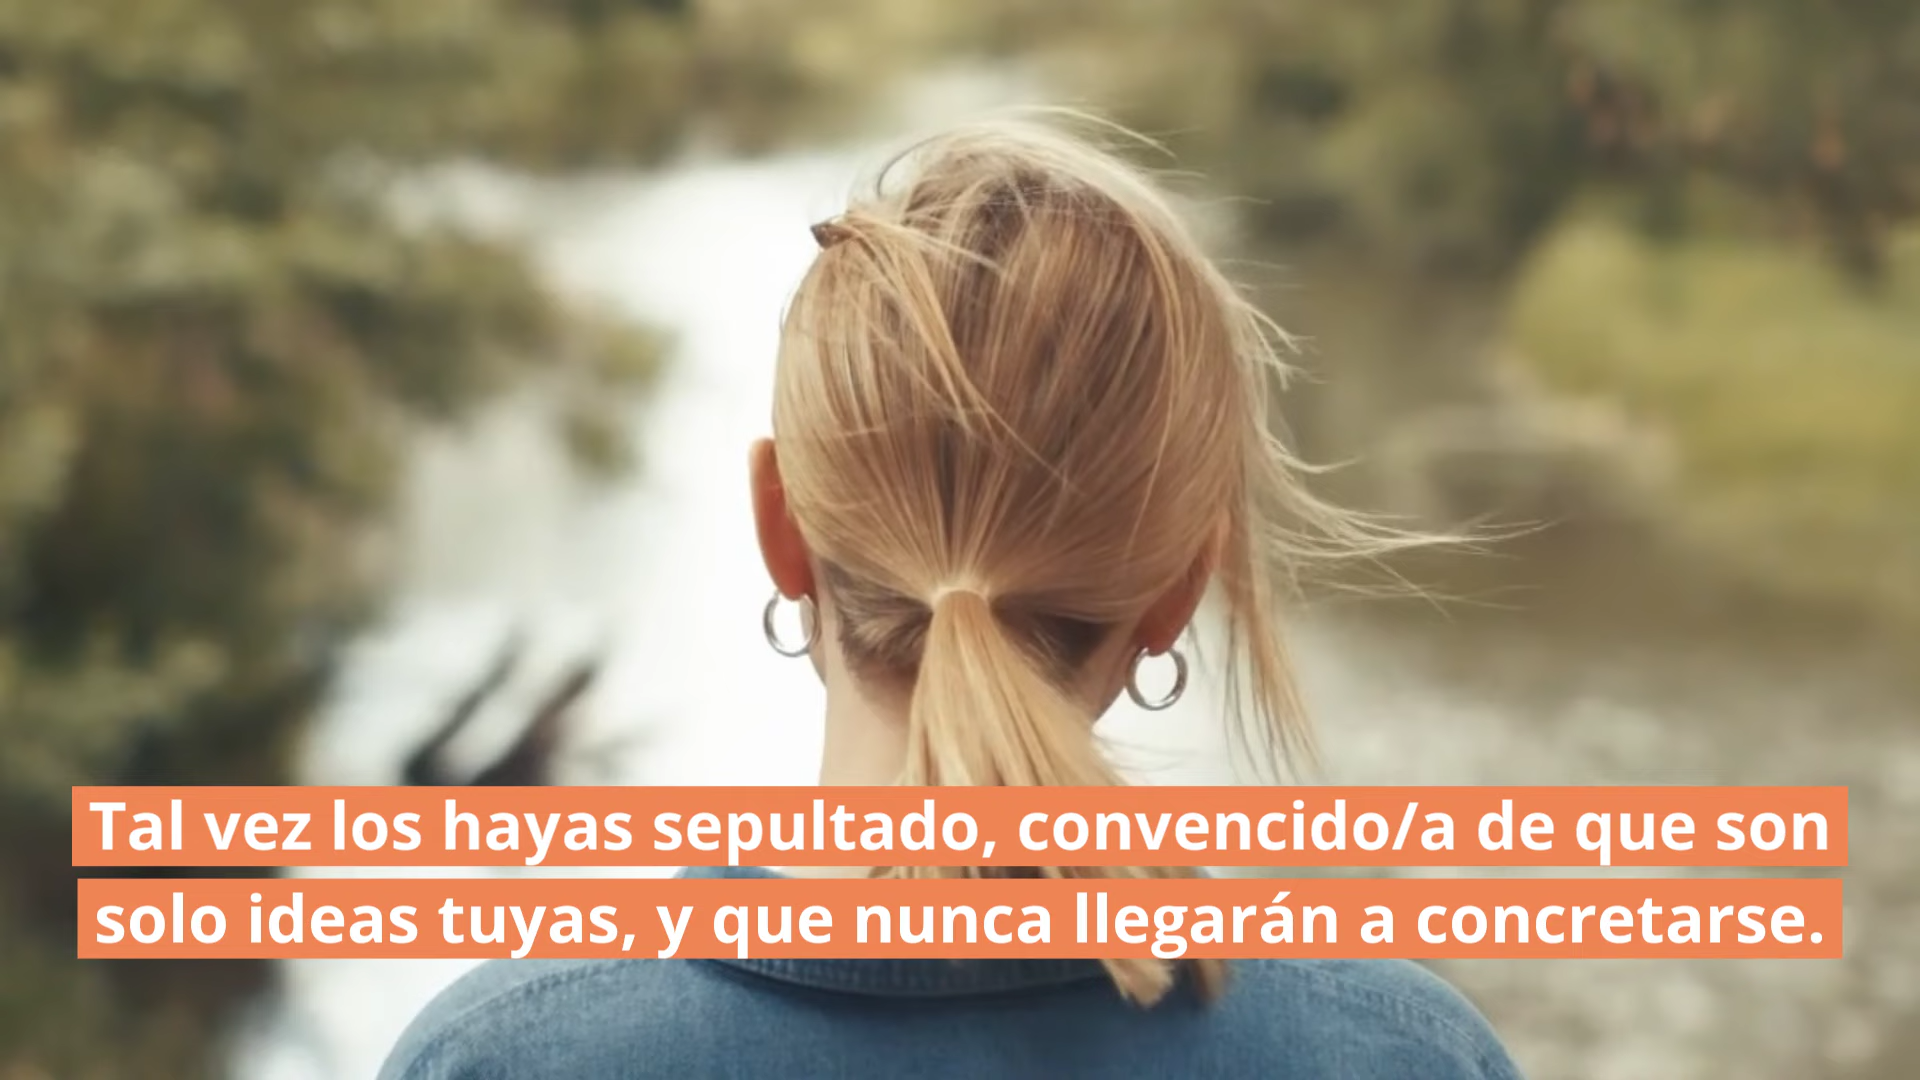 Tal vez los hayas sepultado, convencido/a de que son
solo ideas tuyas, y que nunca llegarán a concretarse.